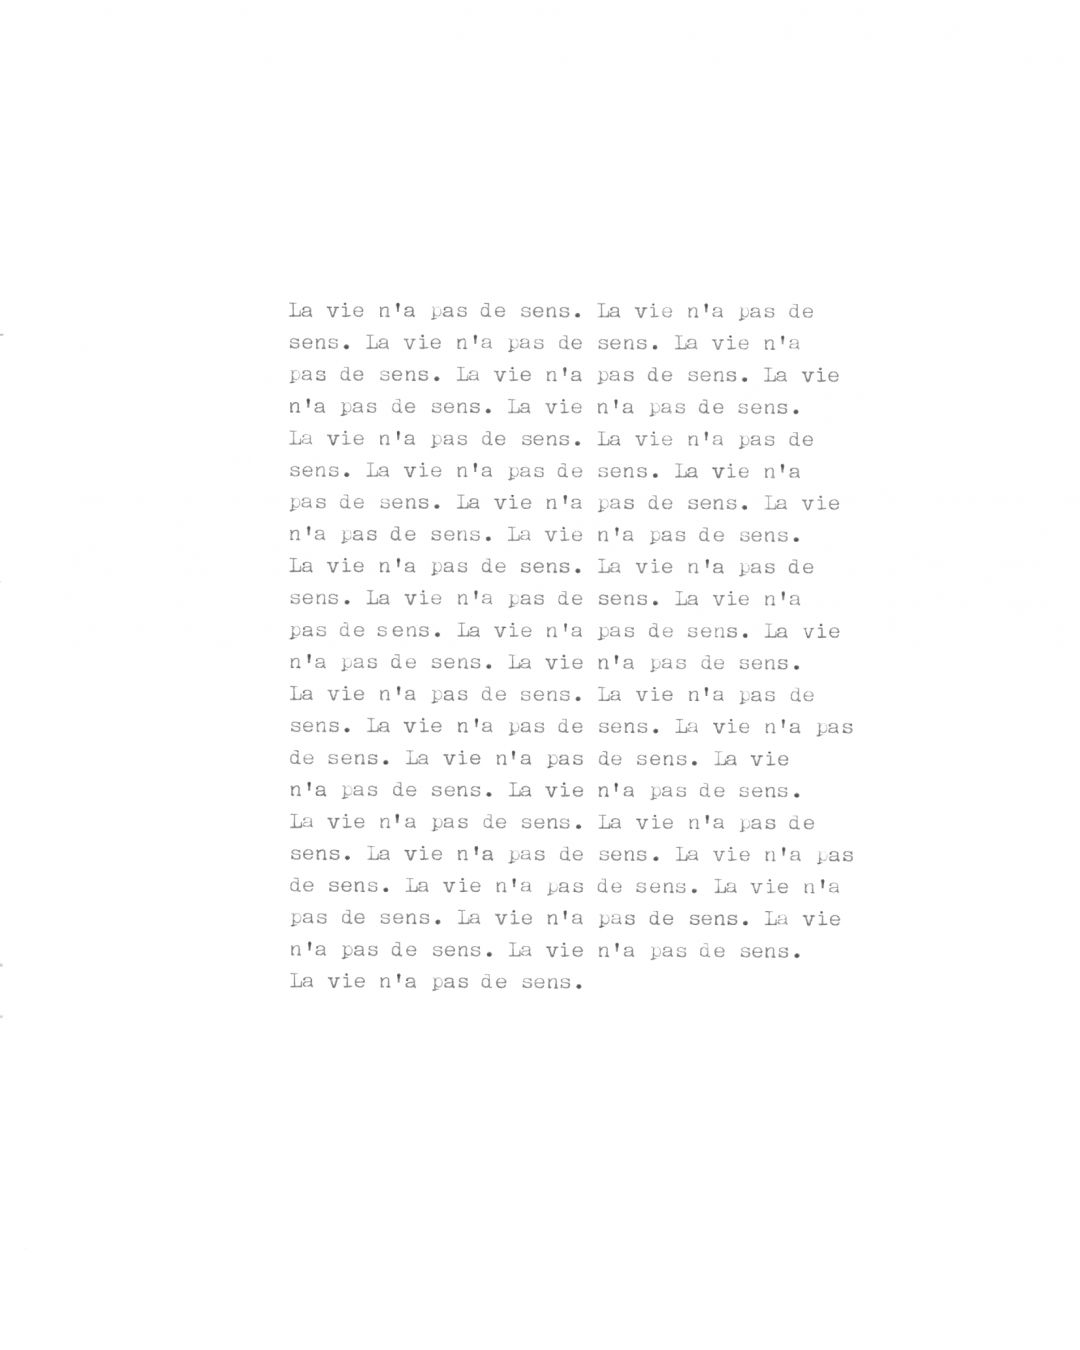 La vie n'a pas de sens. La vie n'a pas de
sens. La vie n'a pas de sens. La vie n'a
pas de sens. La vie n'a pas de sens. La vie
n'a pas de sens. La vie n'a pas de sens.
La vie n'a pas de sens. La vie n'a pas de
sens. La vie n'a pas de sens. La vie n'a
pas de sens. La vie n'a pas de sens. La vie
n'a pas de sens. La vie n'a pas de sens.
La vie n'a pas de sens. La vie n'a pas de
sens. La vie n'a pas de sens. La vie n'a
pas de sens. La vie n'a pas de sens. La vie
n'a pas de sens. La vie n'a pas de sens.
La vie n'a pas de sens. La vie n'a pas de
sens. La vie n'a pas de sens. La vie n'a pas
de sens. La vie n'a pas de sens. La vie
n'a pas de sens. La vie n'a pas de sens.
La vie n'a pas de sens. La vie n'a pas de
sens. La vie n'a pas de sens. La vie n'a pas
de sens. La vie n'a pas de sens. La vie n'a
pas de sens. La vie n'a pas de sens. La vie
n'a pas de sens. La vie n'a pas de sens.
La vie n'a pas de sens.